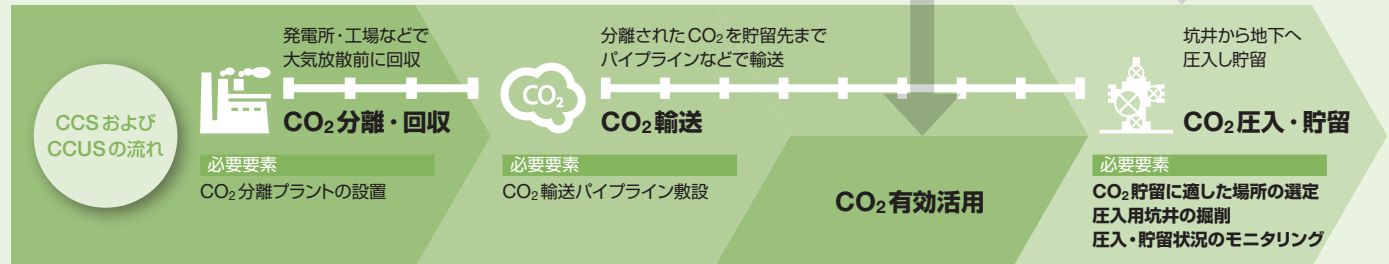 CCSおよび
CCUSの流れ
発電所・工場などで
大気放散前に回収
CO2分離・回収
必要要素
CO2分離プラントの設置
分離されたCO2を貯留先まで
パイプラインなどで輸送
CO2
CO2輸送
必要要素
CO2輸送パイプライン敷設
CO2有効活用
坑井から地下へ
圧入し貯留
CO2圧入・貯留
必要要素
CO2貯留に適した場所の選定
圧入用坑井の掘削
圧入・貯留状況のモニタリング